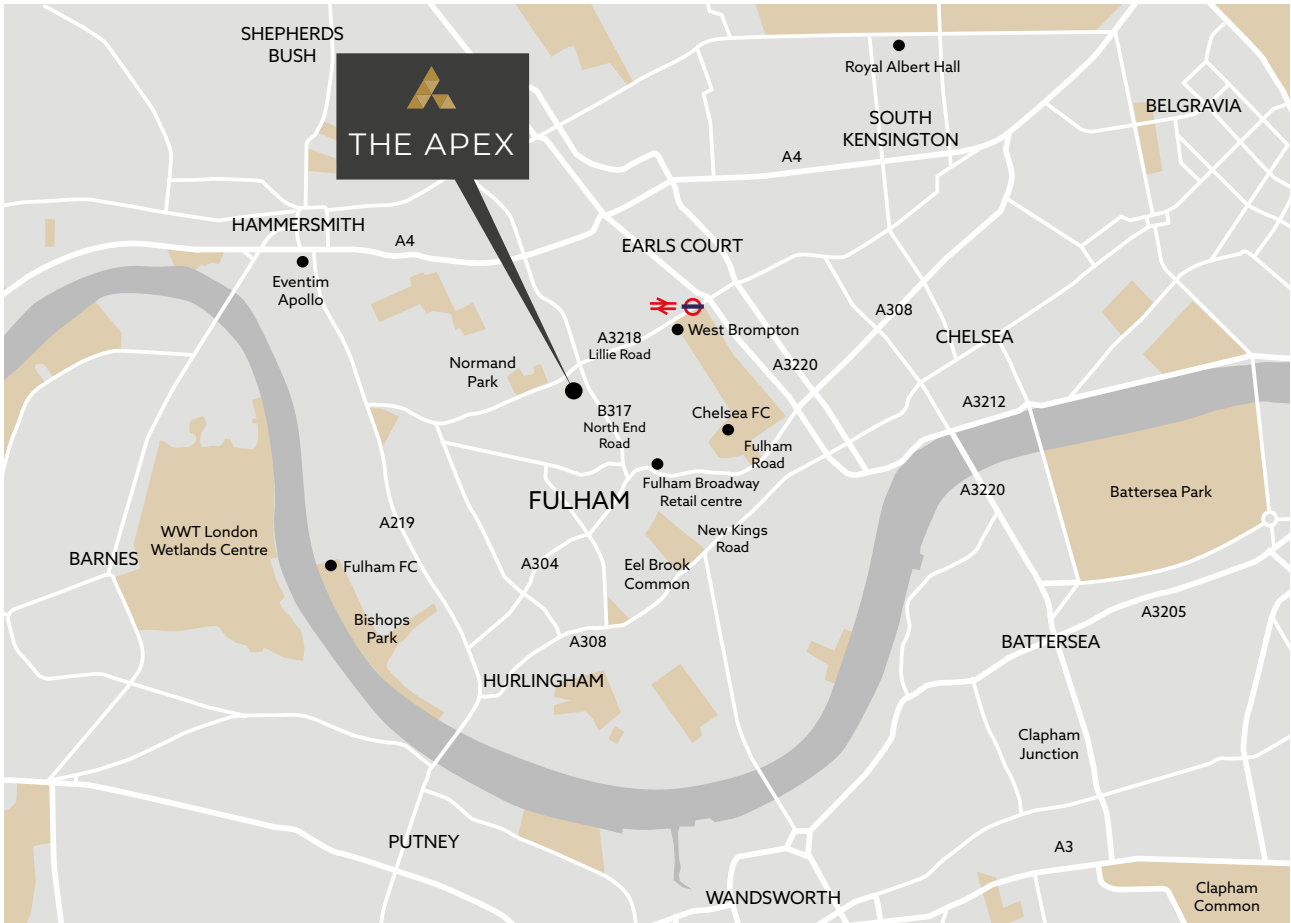 SHEPHERDS
BUSH
Royal Albert Hall
BELGRAVIA
SOUTH
KENSINGTON
THE APEX
A4
HAMMERSMITH
A4
EARLS COURT
Eventim
Apollo
A308
West Brompton
CHELSEA
A3218
Lillie Road
Normand
Park
A3220
A3212
B317
North End
Road
Chelsea FC
Fulham
Road
Fulham Broadway
Retail centre
FULHAM
A3220
Battersea Park
A219
WWT London
Wetlands Centre
New Kings
Road
BARNES
Fulham FC
A304
Eel Brook
Common
A3205
Bishops
Park
A308
BATTERSEA
HURLINGHAM
Clapham
Junction
PUTNEY
A3
WANDSWORTH
Clapham
Common